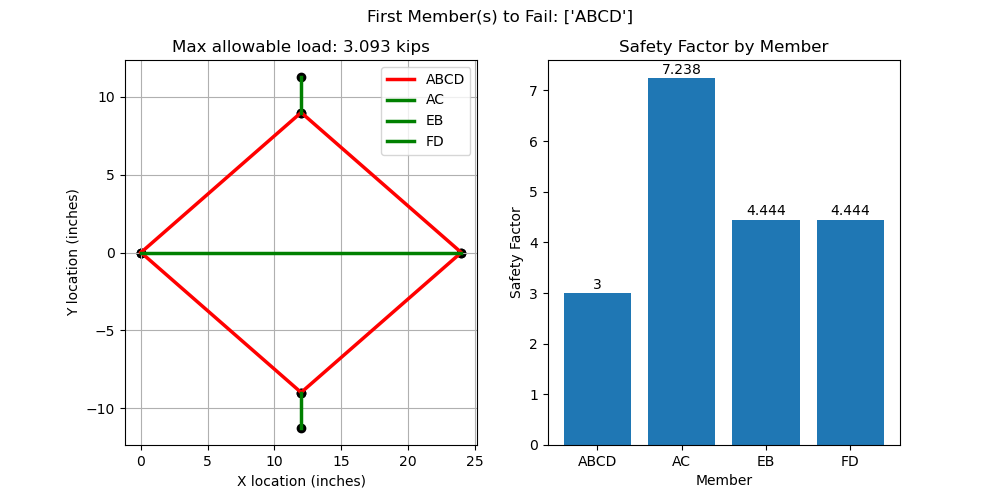 First Member(s) to Fail: ['ABCD']
Max allowable load: 3.093 kips
ABCD
AC
EB
FD
10
5
0
−5
−10
Y location (inches)
0
5
10
15
20
25
X location (inches)
Safety Factor by Member
7.238
4.444
4.444
3
7
6
5
4
3
2
1
0
Safety Factor
ABCD
AC
EB
FD
Member